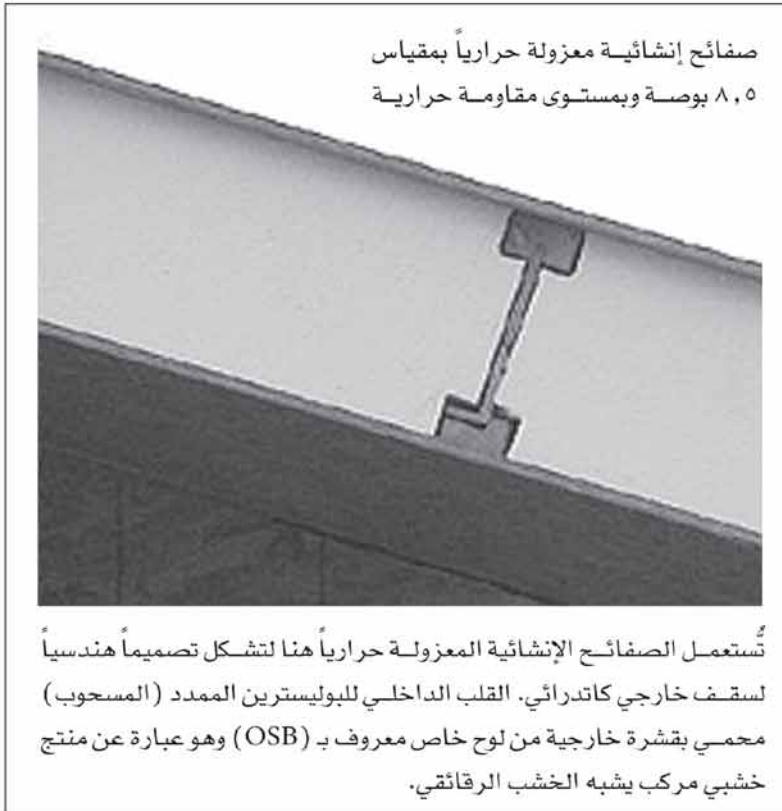 صفائح إنشائية معزولة حرارياً بمقياس
٨,٥ بوصة وبمستوى مقاومة حرارية
تُستعمل الصفائح الإنشائية المعزولة حرارياً هنا لتشكل تصميماً هندسياً
لسقف خارجي كاتدرائي. القلب الداخلي للبوليسترين الممدد (المسحوب)
محمي بقشرة خارجية من لوح خاص معروف بـ (OSB) وهو عبارة عن منتج
خشبي مركب يشبه الخشب الرقائقي.